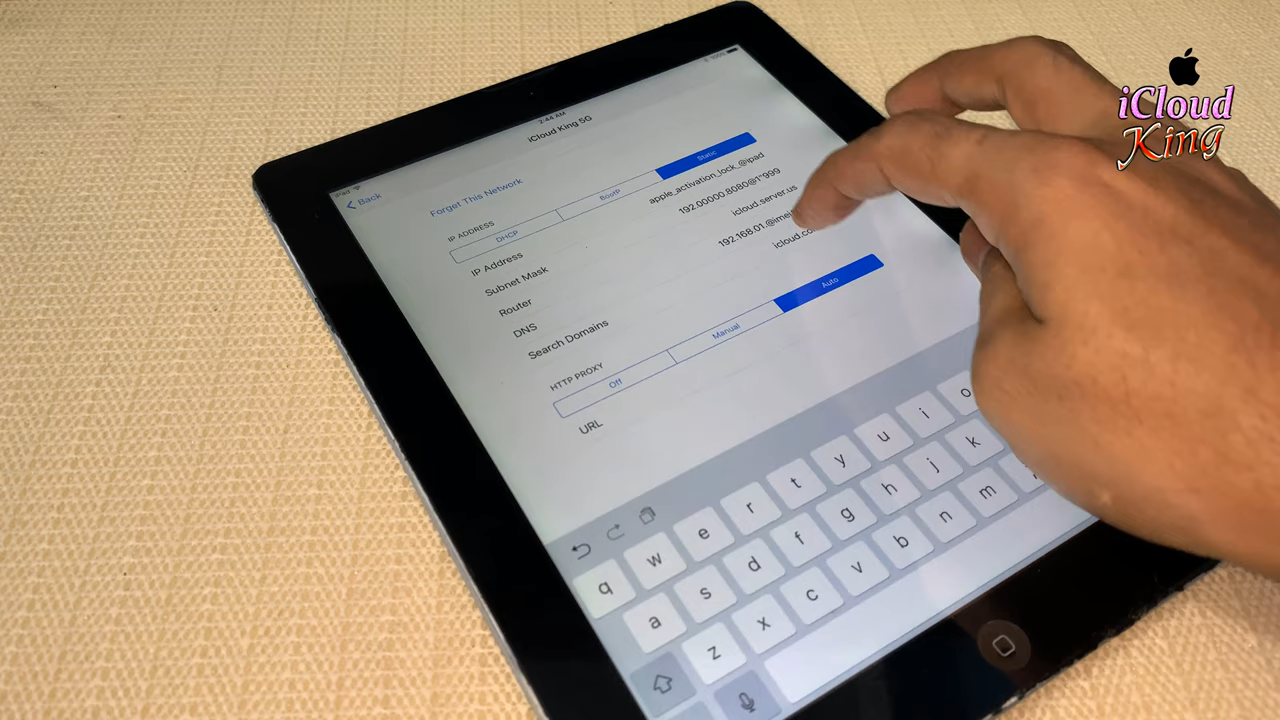 iCloud
King
iPad
2:44 AM
100%
Back
iCloud King 5G
Forget This Network
IP ADDRESS
DHCP
BootP
Static
IP Address
apple_activation_lock_@ipad
Subnet Mask
192.00000.8080@1*999
Router
icloud.server.us
DNS
192.168.01.@imei
Search Domains
HTTP PROXY
Off
Manual
Auto
URL
q w e r t y u i o
a s d f g h j k
z x c v b n m